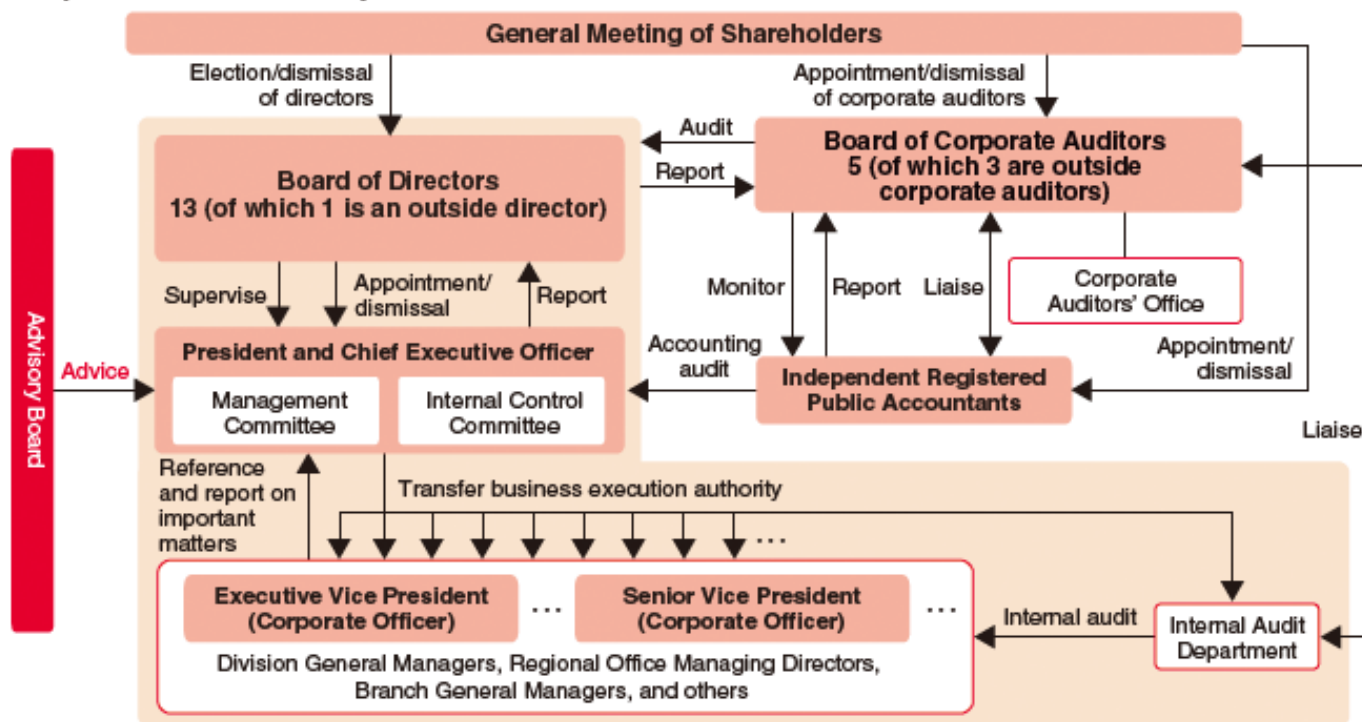 General Meeting of Shareholders
Election/dismissal
of directors
Appointment/dismissal
of corporate auditors
Audit
Report
Board of Directors
13 (of which 1 is an outside director)
Board of Corporate Auditors
5 (of which 3 are outside
corporate auditors)
Supervise
Appointment/
dismissal
Report
Monitor
Report
Liaise
Corporate
Auditors' Office
Advisory Board
Advice
President and Chief Executive Officer
Management
Committee
Internal Control
Committee
Accounting
audit
Independent Registered
Public Accountants
Appointment/
dismissal
Liaise
Reference
and report on
important
matters
Transfer business execution authority
...
Executive Vice President
(Corporate Officer)
...
Senior Vice President
(Corporate Officer)
...
Division General Managers, Regional Office Managing Directors,
Branch General Managers, and others
Internal audit
Internal Audit
Department